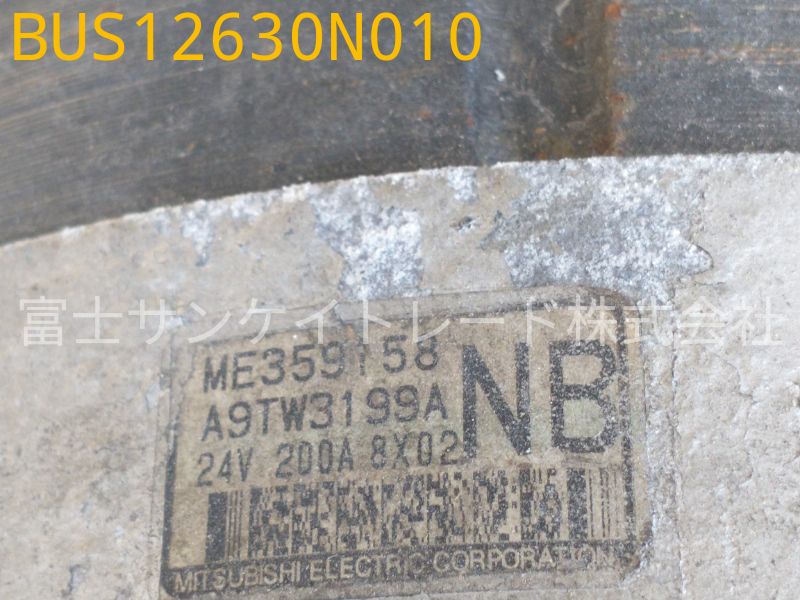 BUS12630N010
富士サンケイトレード株式会社
ME359158
A9TW3199A
NB
24V 200A 8X02
MITSUBISHI ELECTRIC CORPORATION